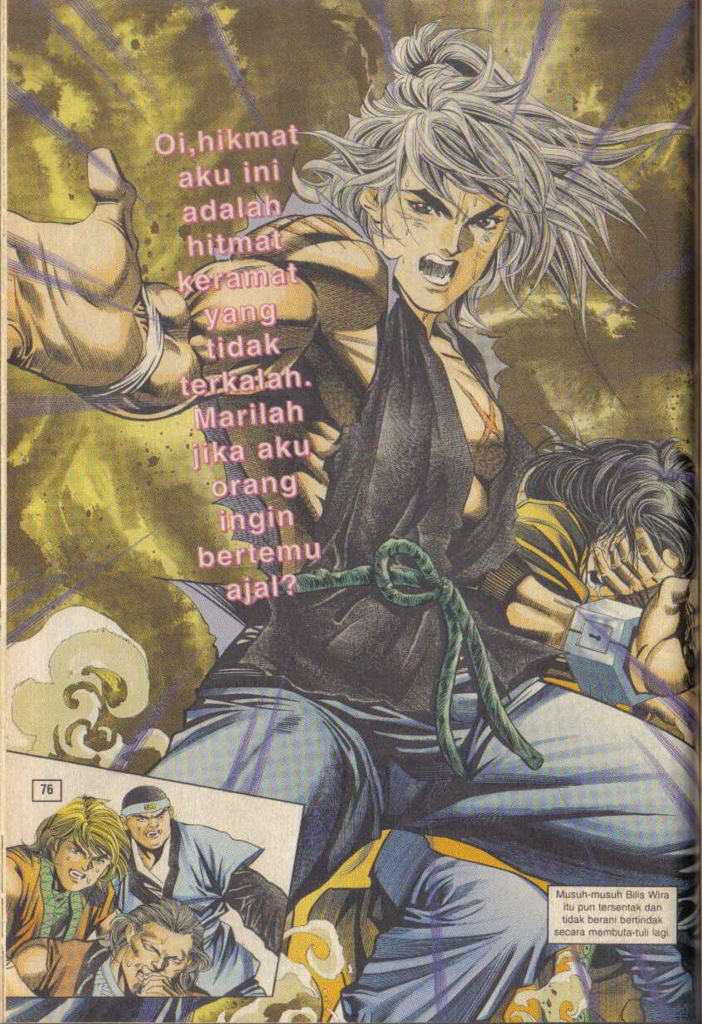 Oi,hikmat
aku ini
adalah
hitmat
keramat
yang
tidak
terkalah.
Marilah
jika aku
orang
ingin
bertemu
ajal?
76
Musuh-musuh Bilis Wira
itu pun tersentak dan
tidak berani bertindak
secara membuta-tuli lagi.